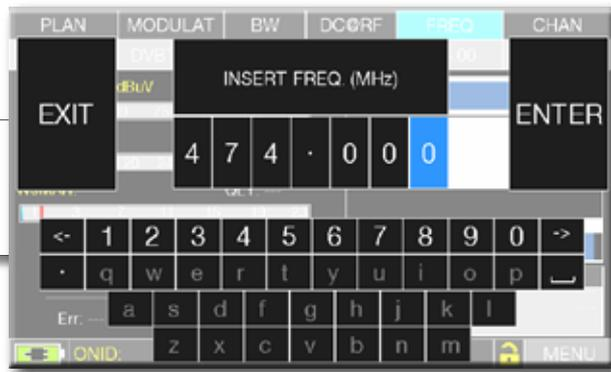 PLAN MODULAT BW DC@RF FREQ. CHAN
DVB 00
dBuV
INSERT FREQ. (MHz)
EXIT
ENTER
4 7 4 . 0 0 0
<- 1 2 3 4 5 6 7 8 9 0 ->
. q w e r t y u i o p
a s d f g h j k l
Err: ---
z x c v b n m
ONID:
MENU